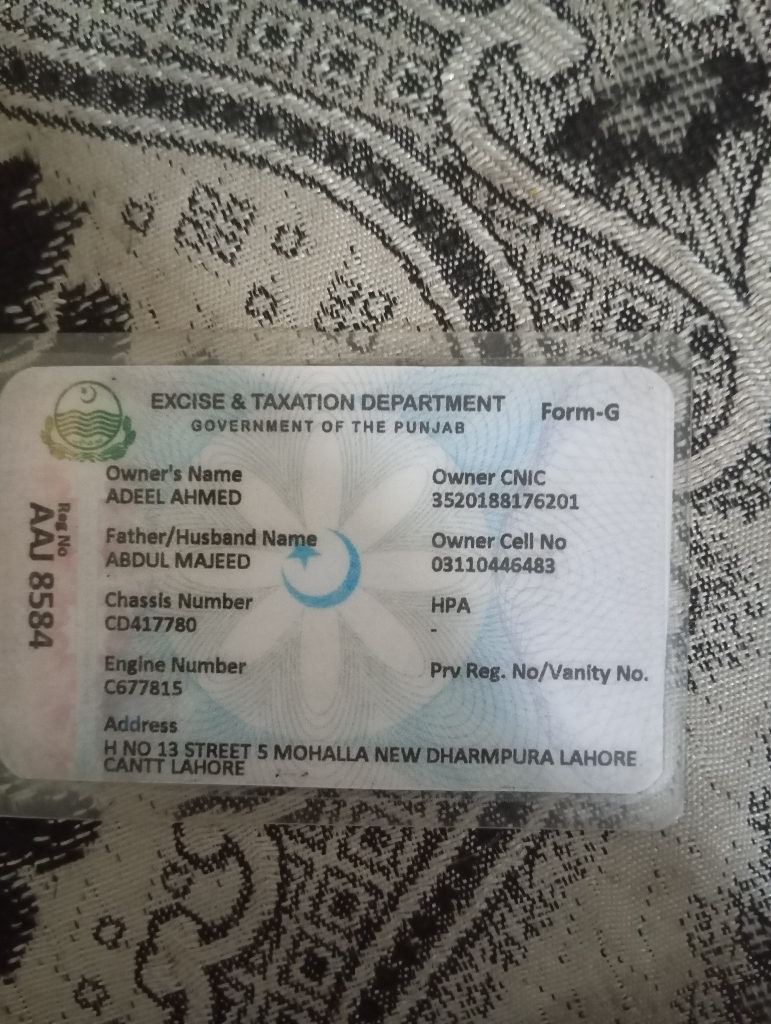 EXCISE & TAXATION DEPARTMENT
Form-G
GOVERNMENT OF THE PUNJAB
Reg No
AAJ 8584
Owner's Name
ADEEL AHMED
Owner CNIC
3520188176201
Father/Husband Name
ABDUL MAJEED
Owner Cell No
03110446483
Chassis Number
CD417780
HPA
-
Engine Number
C677815
Prv Reg. No/Vanity No.
Address
H NO 13 STREET 5 MOHALLA NEW DHARMPURA LAHORE
CANTT LAHORE